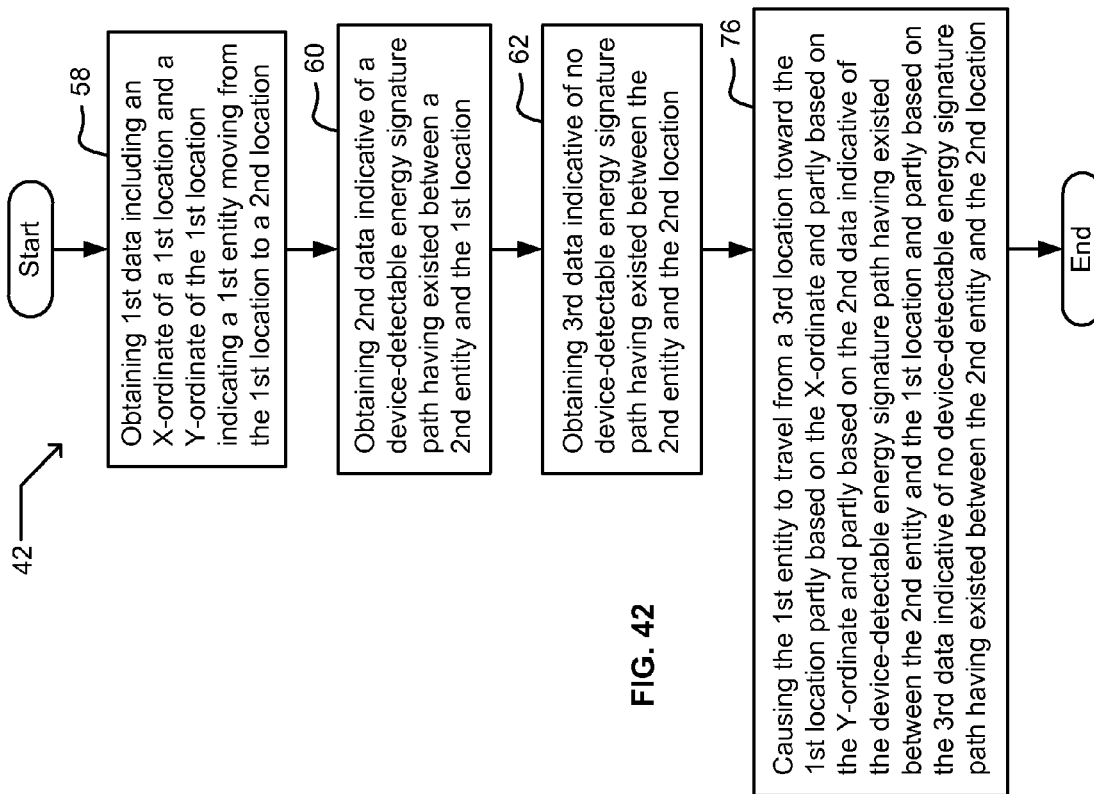 42
Start
58
Obtaining 1st data including an
X-ordinate of a 1st location and a
Y-ordinate of the 1st location
indicating a 1st entity moving from
the 1st location to a 2nd location
60
Obtaining 2nd data indicative of a
device-detectable energy signature
path having existed between a
2nd entity and the 1st location
62
Obtaining 3rd data indicative of no
device-detectable energy signature
path having existed between the
2nd entity and the 2nd location
76
Causing the 1st entity to travel from a 3rd location toward the
1st location partly based on the X-ordinate and partly based on
the Y-ordinate and partly based on the 2nd data indicative of
the device-detectable energy signature path having existed
between the 2nd entity and the 1st location and partly based on
the 3rd data indicative of no device-detectable energy signature
path having existed between the 2nd entity and the 2nd location
End
FIG. 42